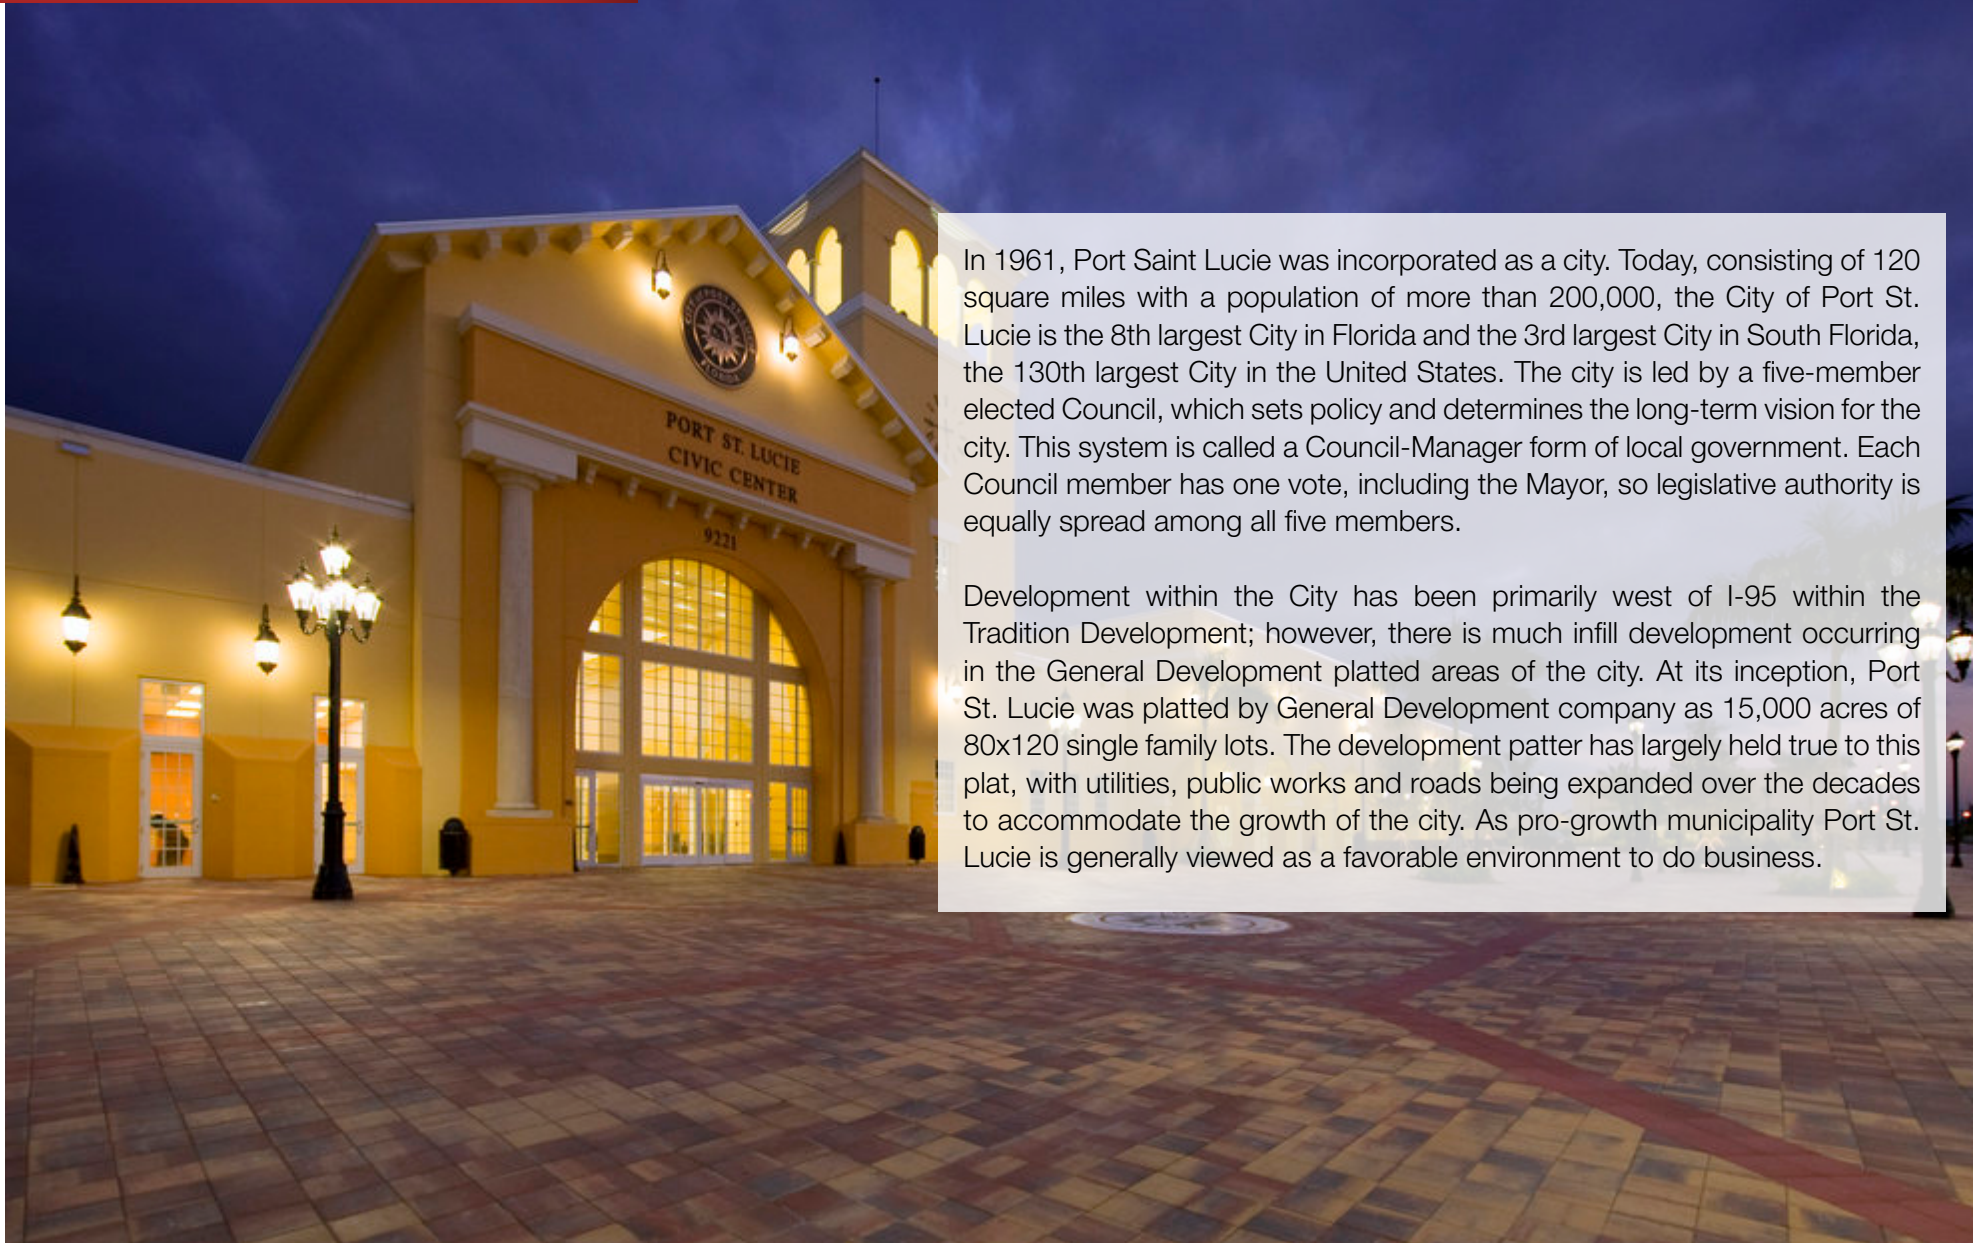 PORT ST. LUCIE
CIVIC CENTER
9221
FLORIDA
In 1961, Port Saint Lucie was incorporated as a city. Today, consisting of 120
square miles with a population of more than 200,000, the City of Port St.
Lucie is the 8th largest City in Florida and the 3rd largest City in South Florida,
the 130th largest City in the United States. The city is led by a five-member
elected Council, which sets policy and determines the long-term vision for the
city. This system is called a Council-Manager form of local government. Each
Council member has one vote, including the Mayor, so legislative authority is
equally spread among all five members.
Development within the City has been primarily west of I-95 within the
Tradition Development; however, there is much infill development occurring
in the General Development platted areas of the city. At its inception, Port
St. Lucie was platted by General Development company as 15,000 acres of
80x120 single family lots. The development patter has largely held true to this
plat, with utilities, public works and roads being expanded over the decades
to accommodate the growth of the city. As pro-growth municipality Port St.
Lucie is generally viewed as a favorable environment to do business.